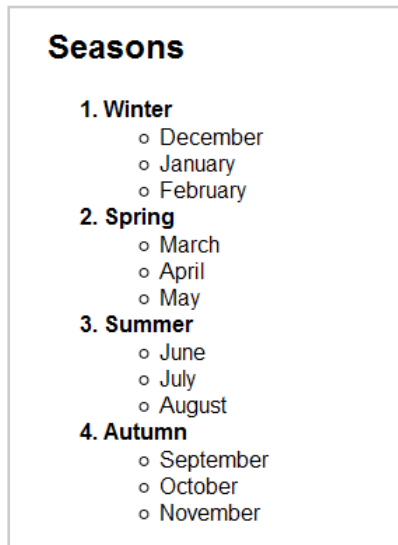 Seasons
1. Winter
December
January
February
2. Spring
March
April
May
3. Summer
June
July
August
4. Autumn
September
October
November